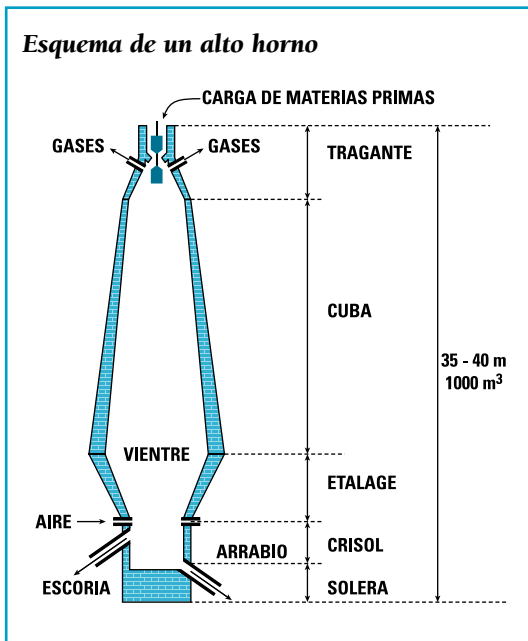 Esquema de un alto horno
CARGA DE MATERIAS PRIMAS
GASES
GASES
TRAGANTE
CUBA
35 - 40 m
1000 m³
VIENTRE
ETALAGE
AIRE
ARRABIO
CRISOL
ESCORIA
SOLERA